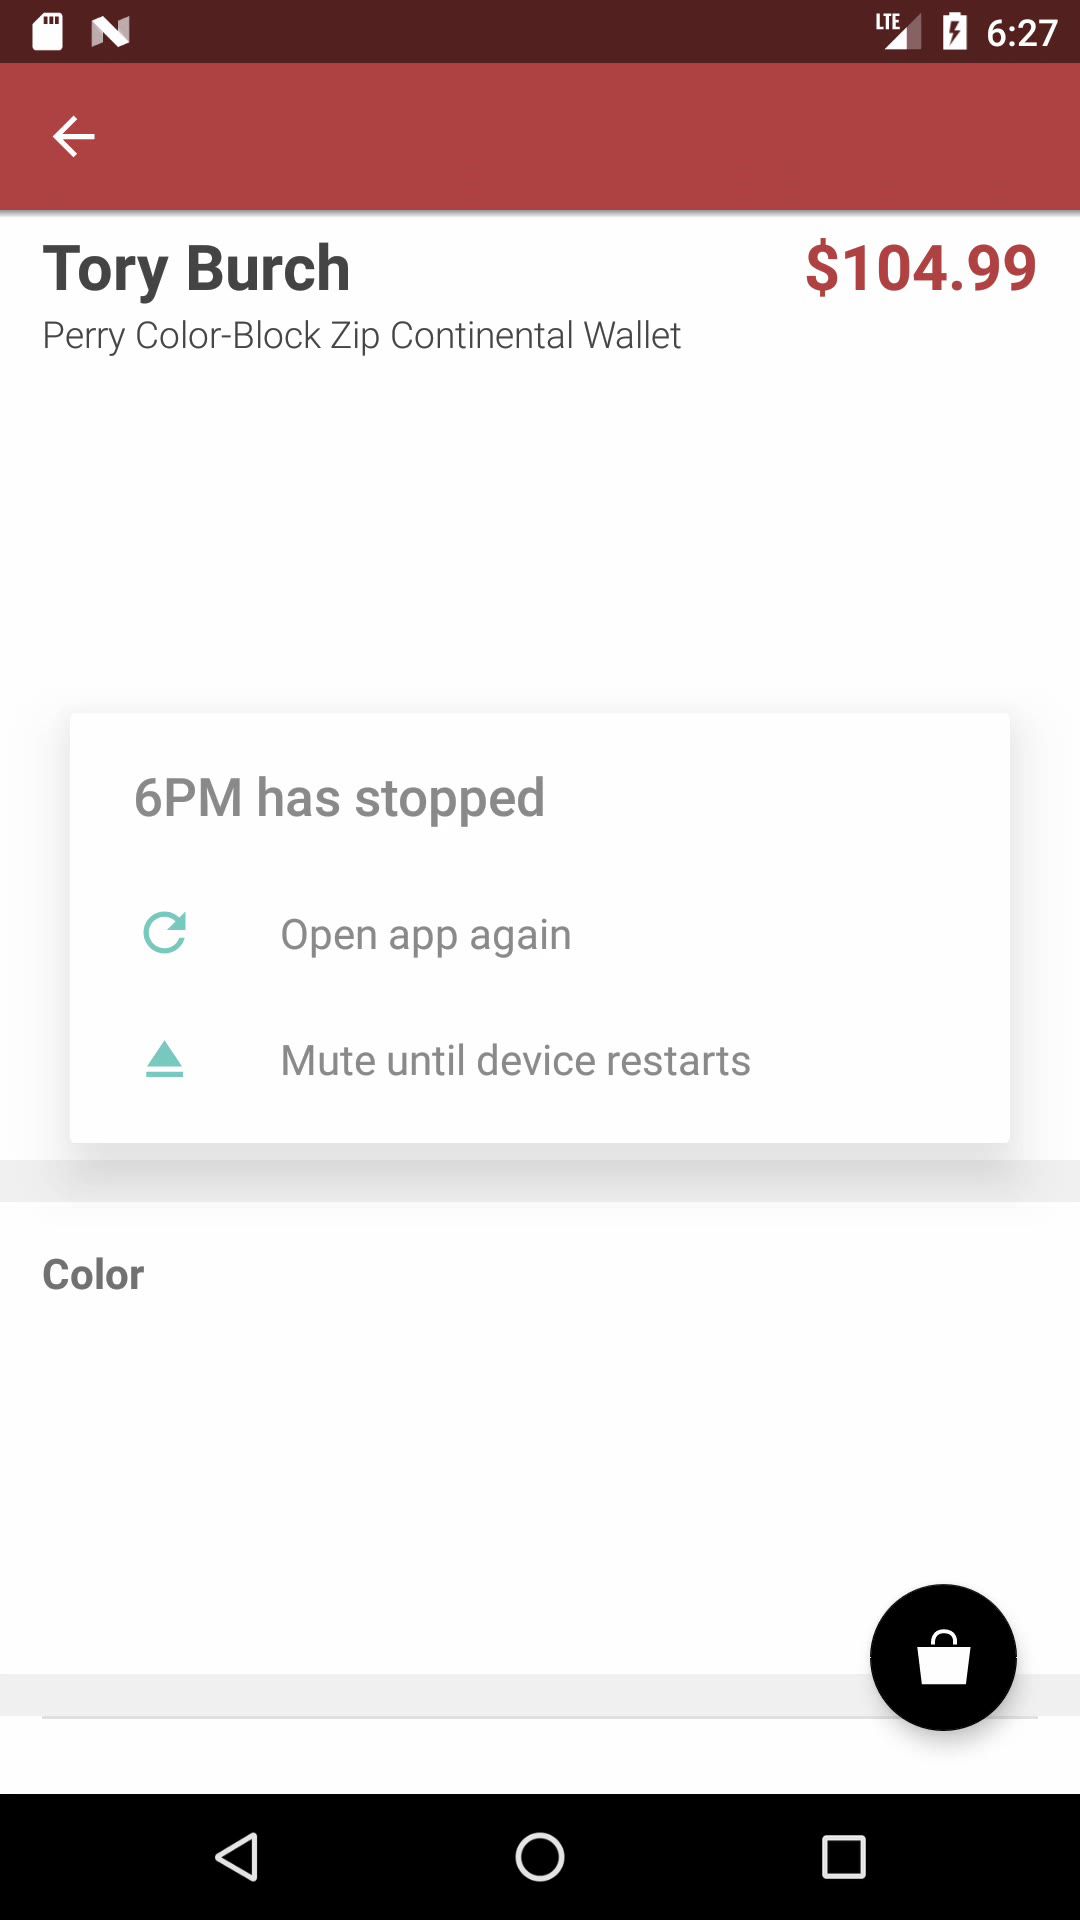 LTE 6:27
Tory Burch $104.99
Perry Color-Block Zip Continental Wallet
6PM has stopped
Open app again
Mute until device restarts
Color